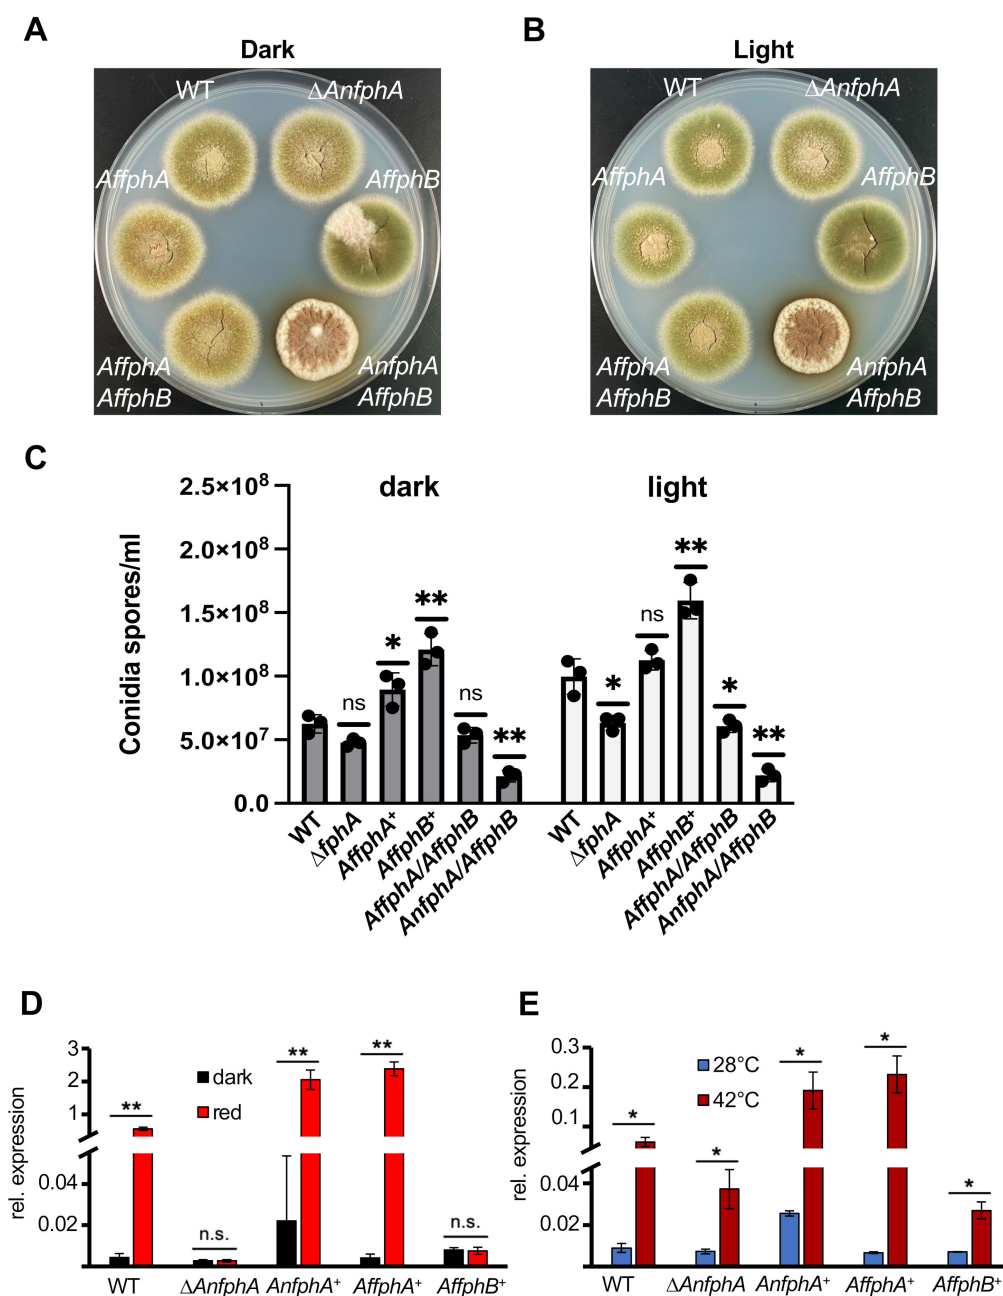 A
B
Dark
Light
WT
ΔAnfphA
AffphA
AffphB
AffphA
AffphB
AnfphA
AffphB
WT
ΔAnfphA
AffphA
AffphB
AffphA
AffphB
AnfphA
AffphB
C
dark
light
Conidia spores/ml
2.5×10⁸
2.0×10⁸
1.5×10⁸
1.0×10⁸
5.0×10⁷
0.0
ns
*
**
ns
**
*
ns
**
*
**
WT
ΔfphA
AffphA⁺
AffphB⁺
AffphA/AffphB
AnfphA/AffphB
WT
ΔfphA
AffphA⁺
AffphB⁺
AffphA/AffphB
AnfphA/AffphB
D
rel. expression
3
2
1
0.04
0.02
dark
red
**
n.s.
**
**
n.s.
WT
ΔAnfphA
AnfphA⁺
AffphA⁺
AffphB⁺
E
rel. expression
0.3
0.2
0.1
0.04
0.02
28°C
42°C
*
*
*
*
*
WT
ΔAnfphA
AnfphA⁺
AffphA⁺
AffphB⁺